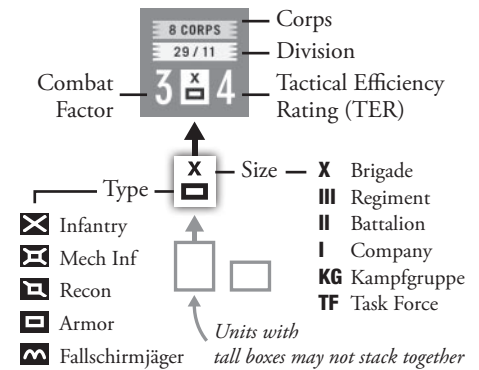 8 CORPS
29 / 11
3 X 4
Corps
Division
Combat
Factor
Tactical Efficiency
Rating (TER)
X
Type
Size
X Brigade
III Regiment
II Battalion
I Company
KG Kampfgruppe
TF Task Force
Infantry
Mech Inf
Recon
Armor
Fallschirmjäger
Units with
tall boxes may not stack together